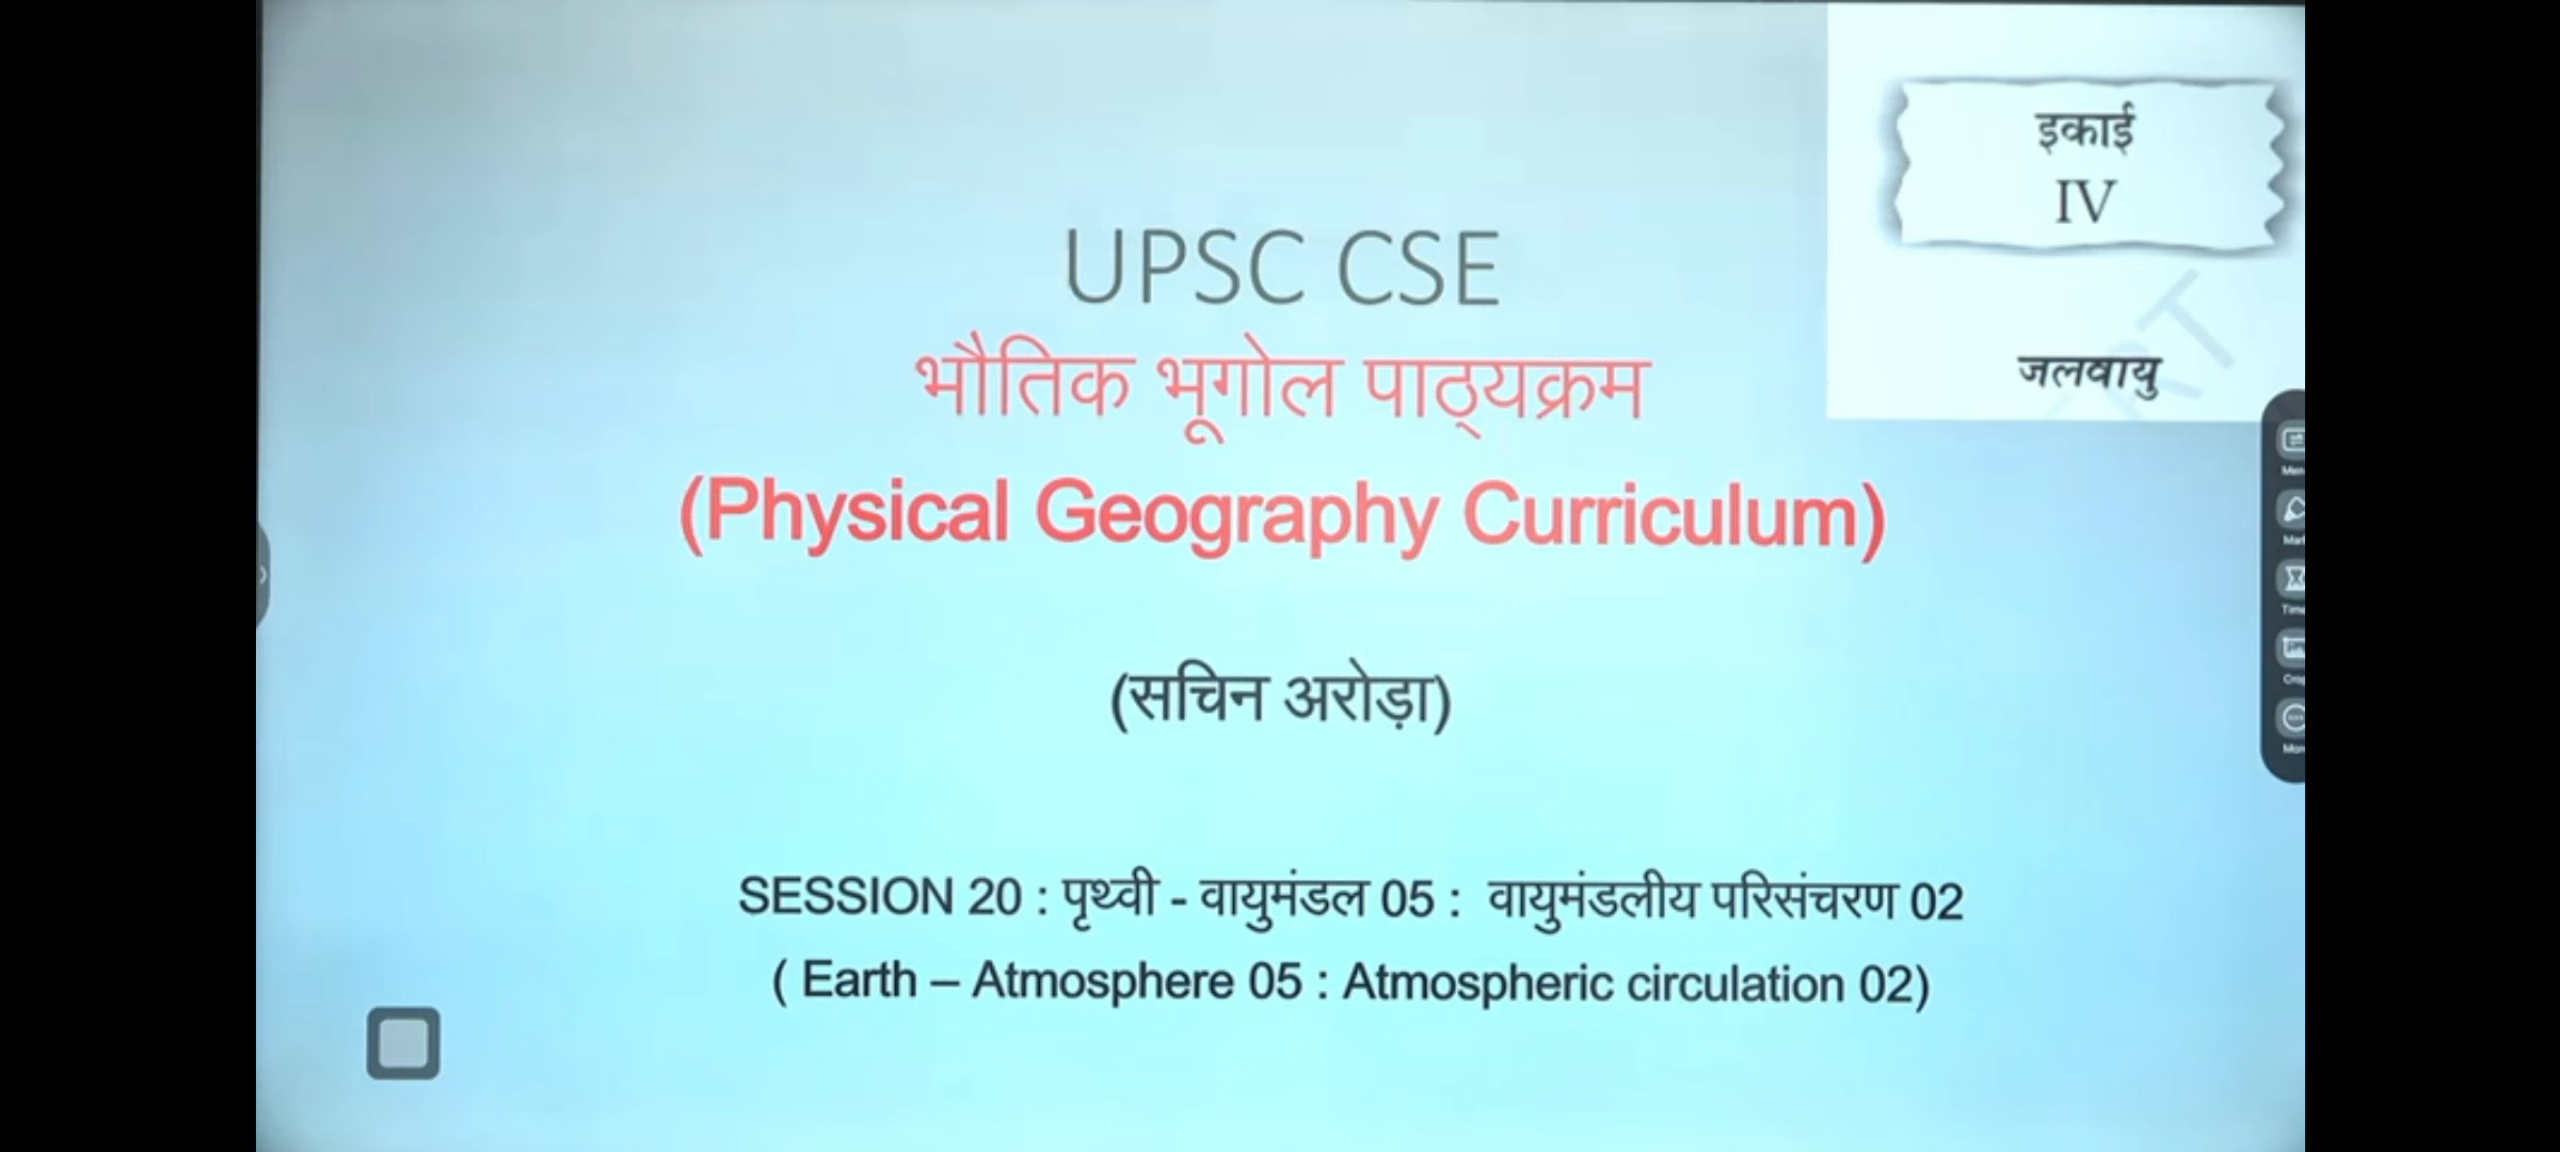 इकाई
IV
जलवायु
UPSC CSE
भौतिक भूगोल पाठ्यक्रम
(Physical Geography Curriculum)
(सचिन अरोड़ा)
SESSION 20 : पृथ्वी - वायुमंडल 05 : वायुमंडलीय परिसंचरण 02
( Earth – Atmosphere 05 : Atmospheric circulation 02)